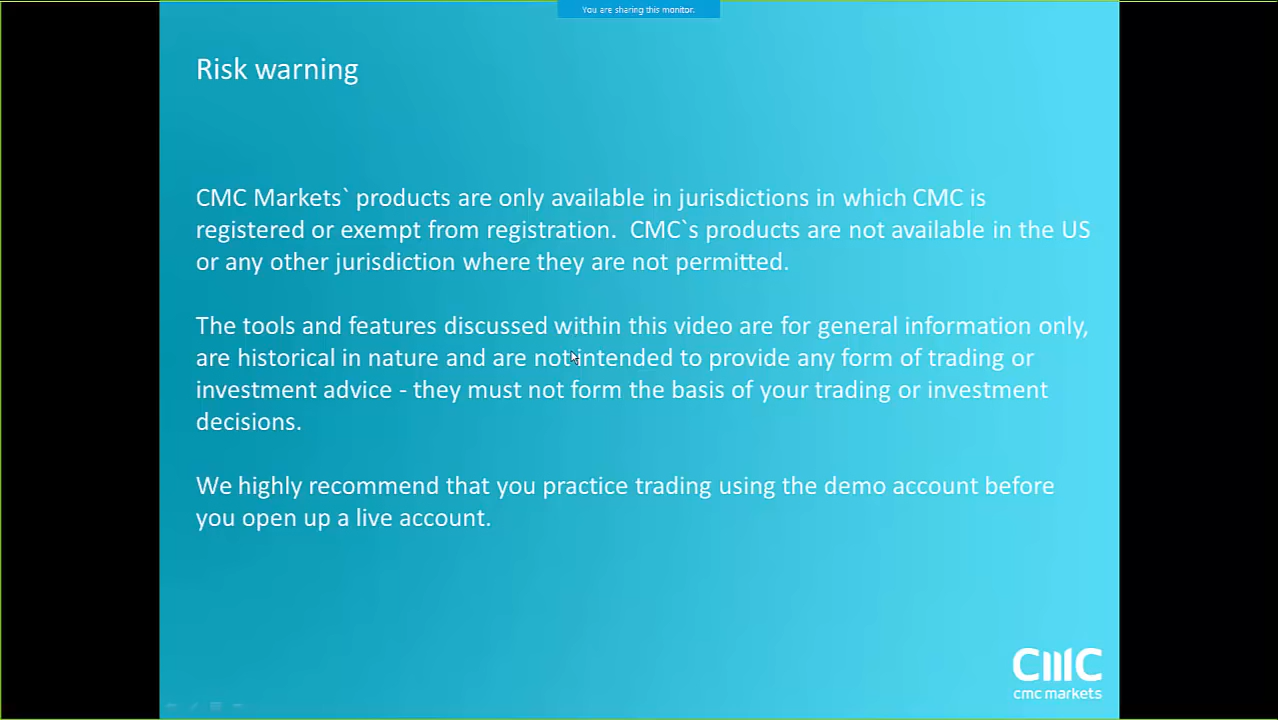 You are sharing this monitor.
Risk warning
CMC Markets` products are only available in jurisdictions in which CMC is
registered or exempt from registration.  CMC`s products are not available in the US
or any other jurisdiction where they are not permitted.
The tools and features discussed within this video are for general information only,
are historical in nature and are not intended to provide any form of trading or
investment advice - they must not form the basis of your trading or investment
decisions.
We highly recommend that you practice trading using the demo account before
you open up a live account.
CMC
cmc markets